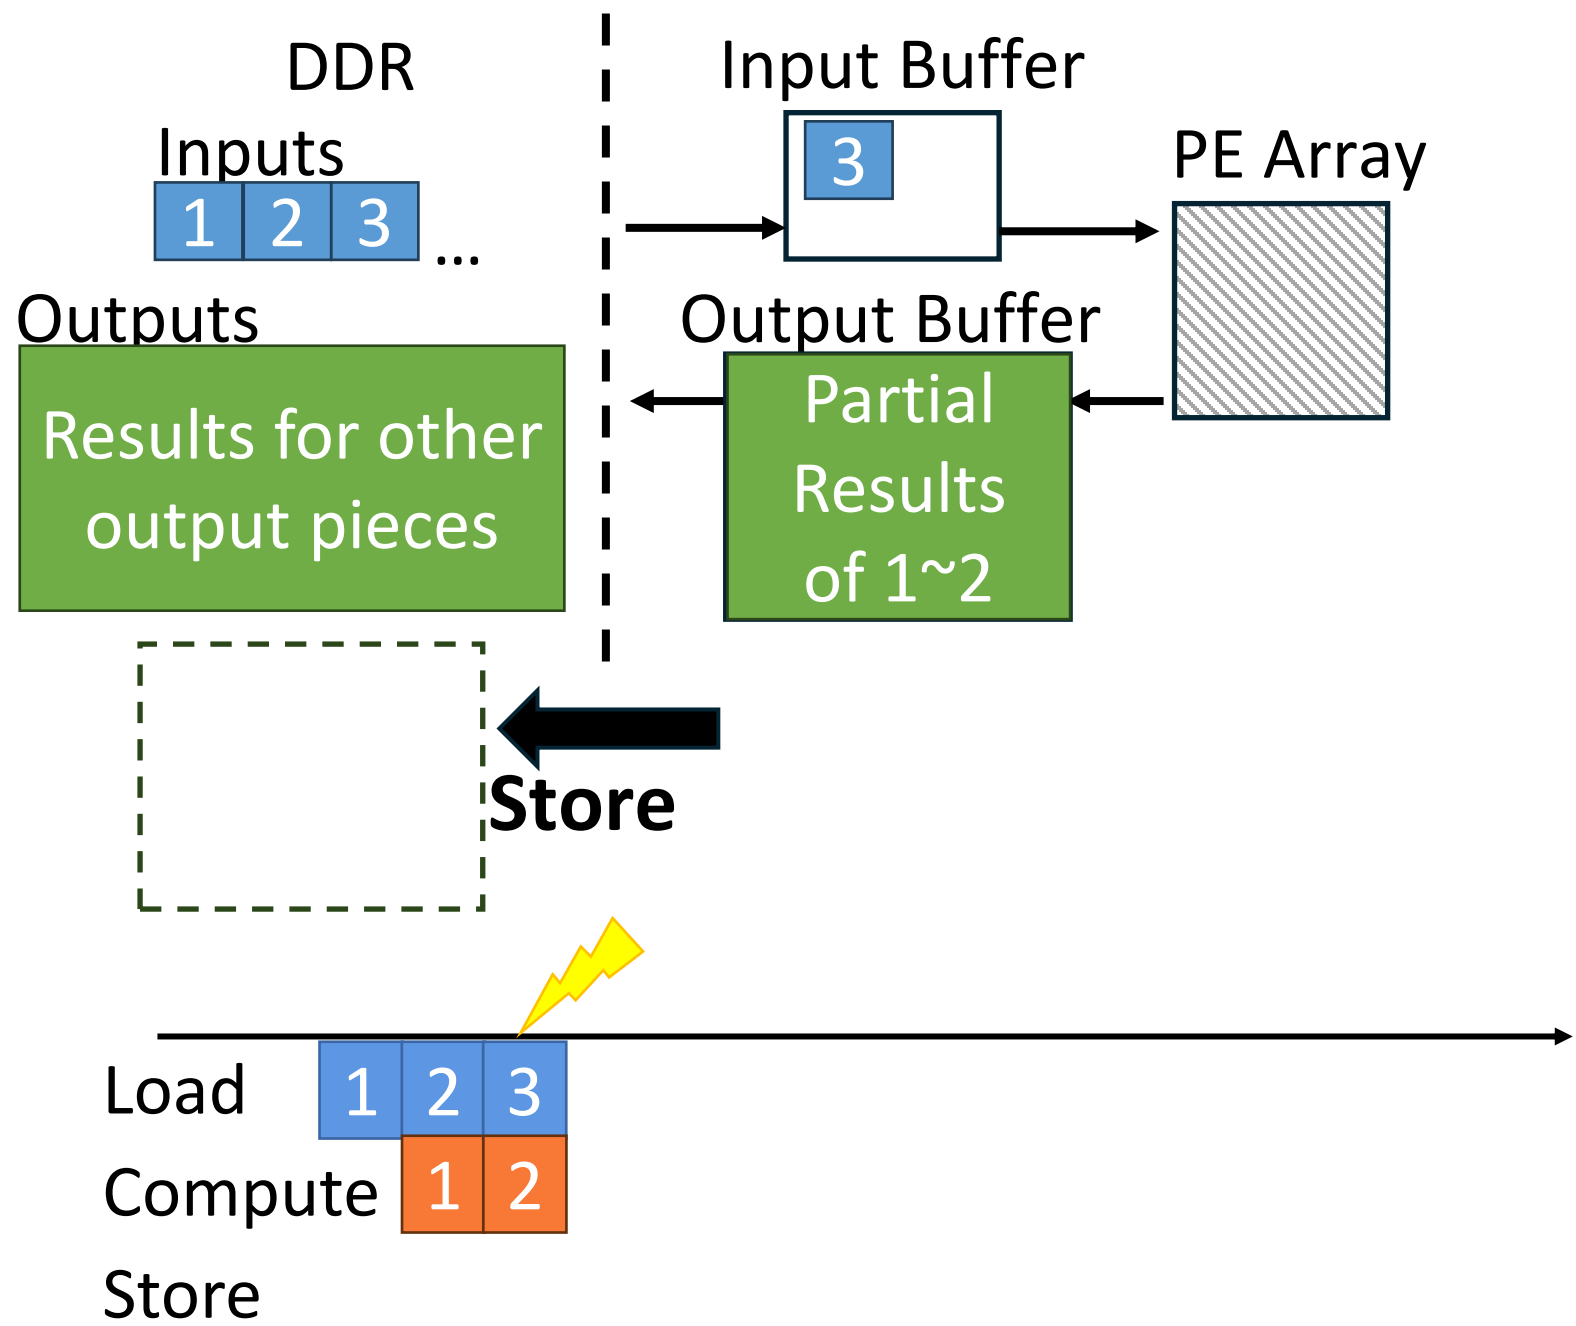 DDR
Inputs
1 2 3 ...
Outputs
Results for other
output pieces
Input Buffer
3
PE Array
Output Buffer
Partial
Results
of 1~2
Store
Load
1 2 3
Compute
1 2
Store